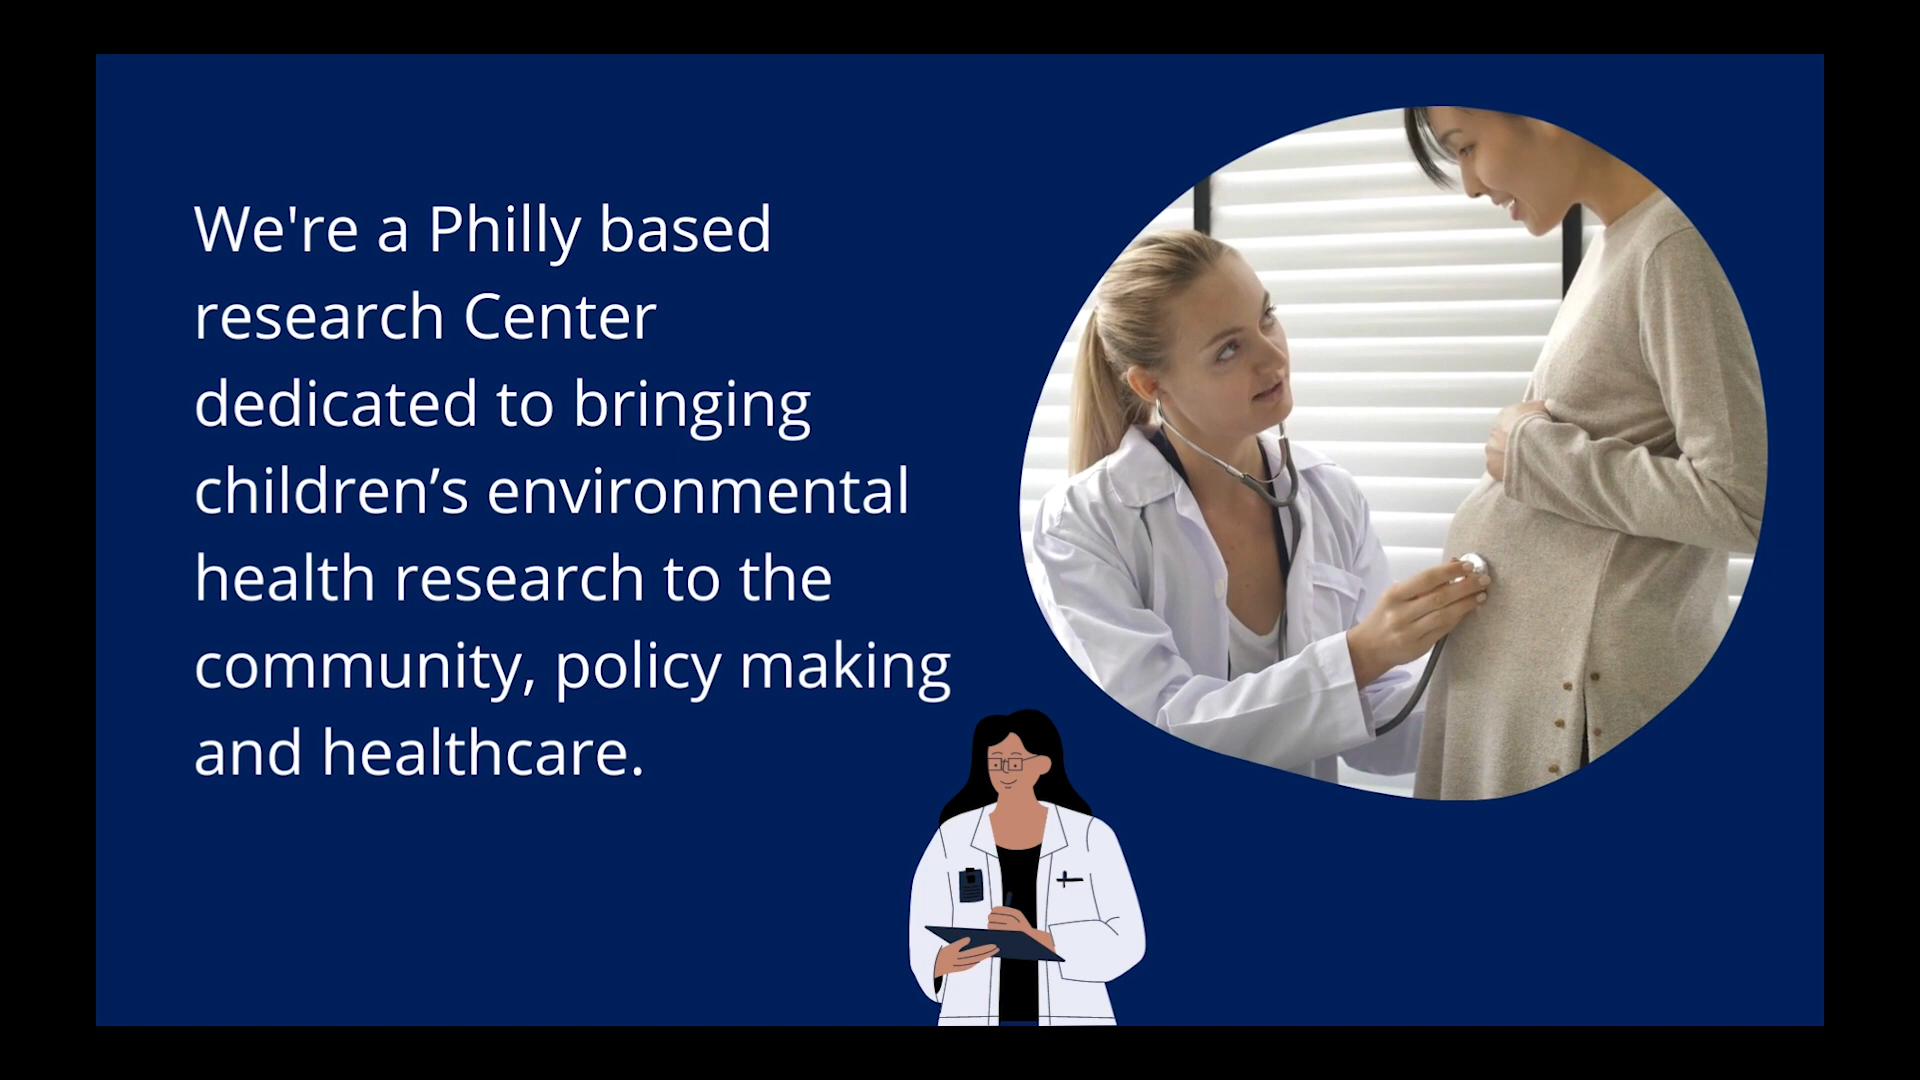 We're a Philly based
research Center
dedicated to bringing
children’s environmental
health research to the
community, policy making
and healthcare.